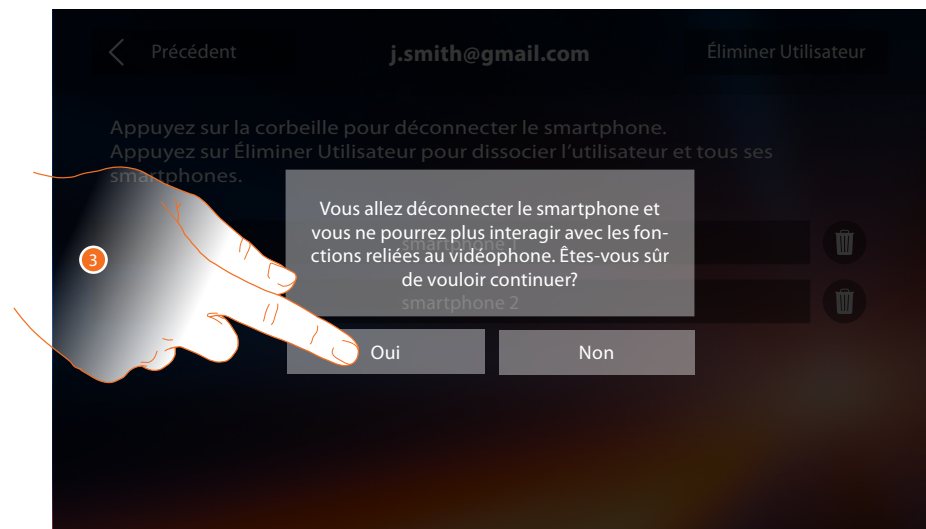 Précédent
j.smith@gmail.com
Éliminer Utilisateur
Appuyez sur la corbeille pour déconnecter le smartphone.
Appuyez sur Éliminer Utilisateur pour dissocier l'utilisateur et tous ses
smartphones.
Vous allez déconnecter le smartphone et
vous ne pourrez plus interagir avec les fon-
smartphone 1
ctions reliées au vidéophone. Êtes-vous sûr
de vouloir continuer?
smartphone 2
3
Oui
Non